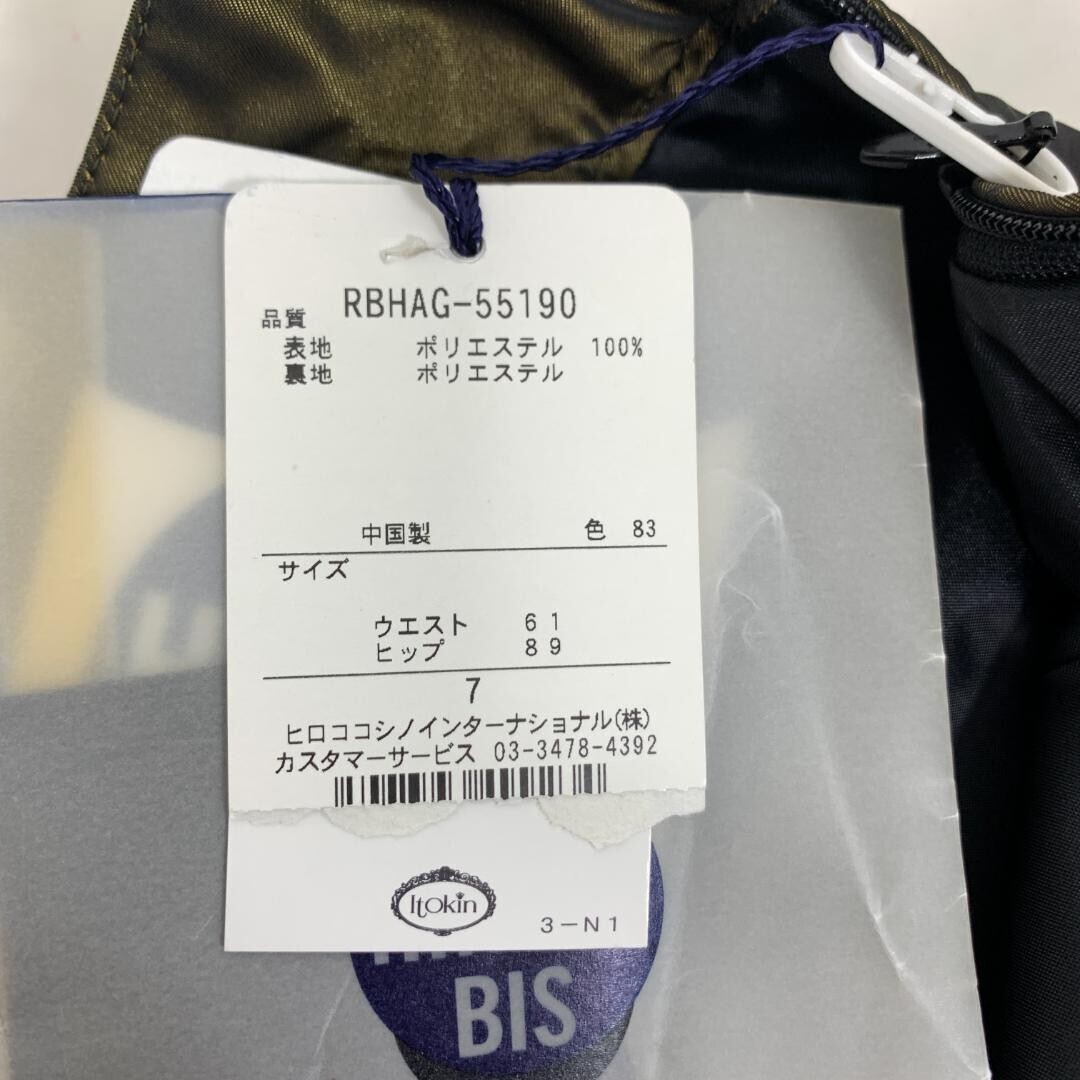 RBHAG-55190
品質
表地 ポリエステル 100%
裏地 ポリエステル
中国製 色 83
サイズ
ウエスト 61
ヒップ 89
7
ヒロココシノインターナショナル(株)
カスタマーサービス 03-3478-4392
Itokin
3-N1
BIS